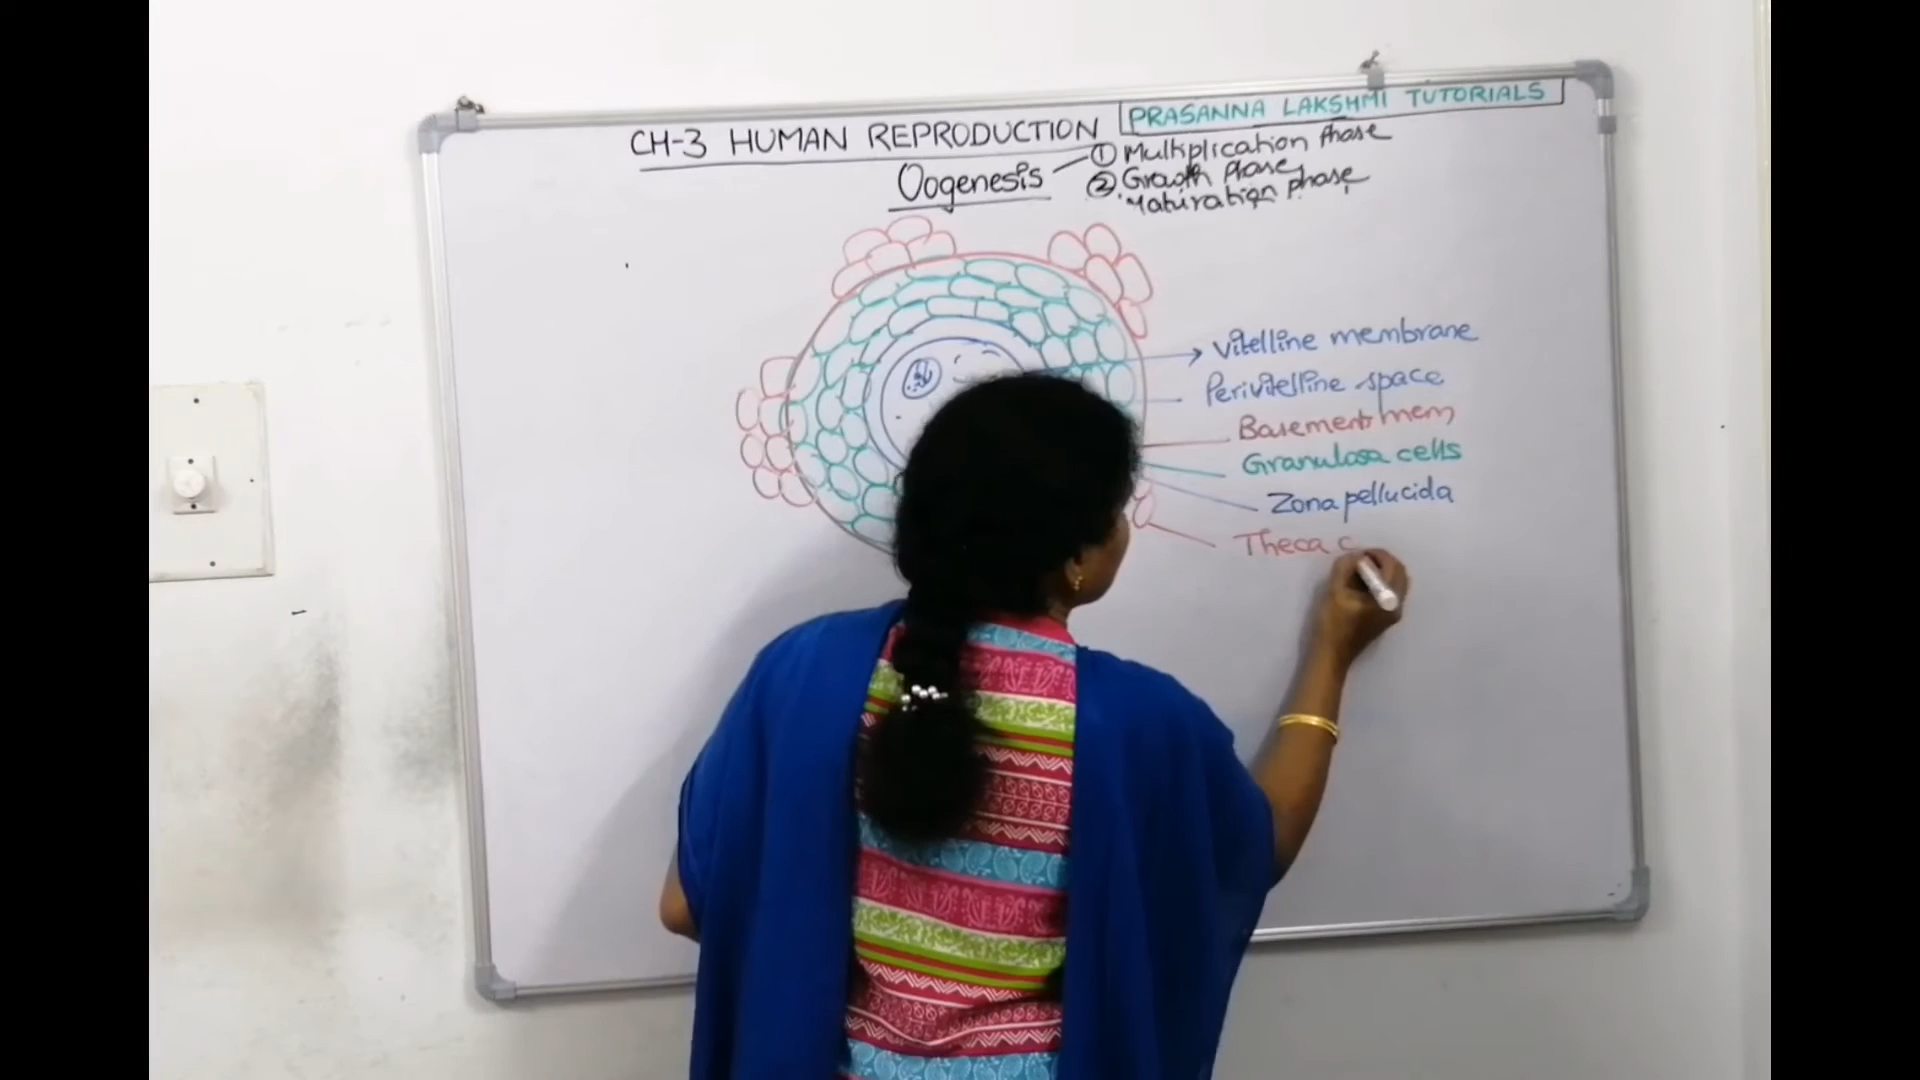 PRASANNA LAKSHMI TUTORIALS
CH-3 HUMAN REPRODUCTION
Oogenesis
① Multiplication phase
② Growth phase
Maturation phase
Vitelline membrane
Perivitelline space
Basement mem
Granulosa cells
Zona pellucida
Theca c